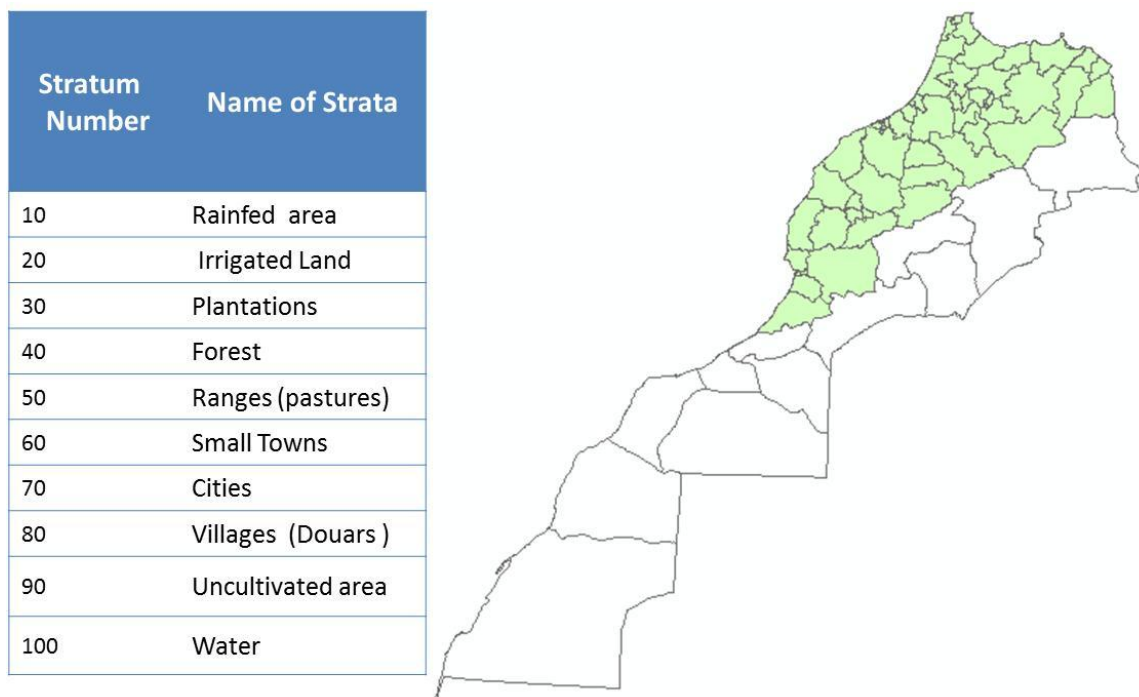 Stratum Number Name of Strata
10 Rainfed area
20 Irrigated Land
30 Plantations
40 Forest
50 Ranges (pastures)
60 Small Towns
70 Cities
80 Villages (Douars )
90 Uncultivated area
100 Water